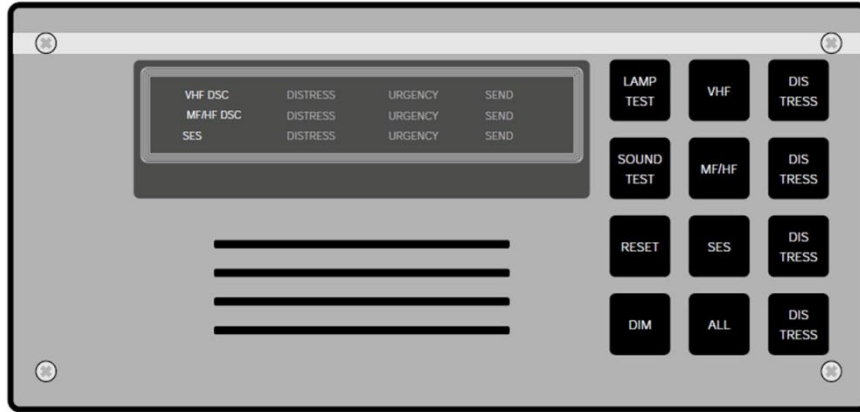 VHF DSC DISTRESS URGENCY SEND
MF/HF DSC DISTRESS URGENCY SEND
SES DISTRESS URGENCY SEND
LAMP
TEST
VHF
DIS
TRESS
SOUND
TEST
MF/HF
DIS
TRESS
RESET
SES
DIS
TRESS
DIM
ALL
DIS
TRESS